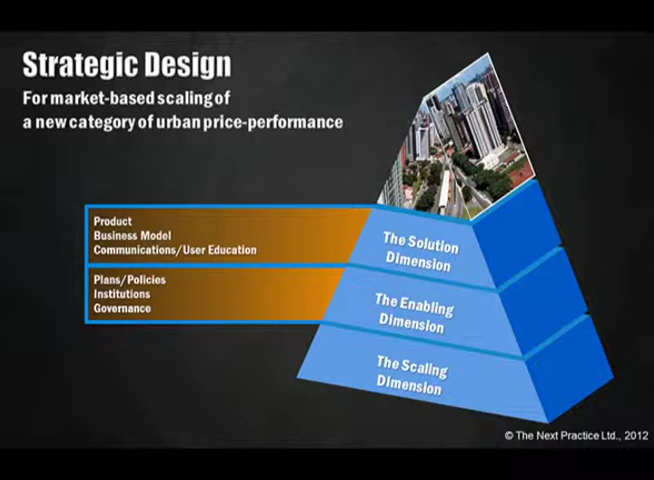 Strategic Design
For market-based scaling of
a new category of urban price-performance
Product
Business Model
Communications/User Education
The Solution
Dimension
Plans/Policies
Institutions
Governance
The Enabling
Dimension
The Scaling
Dimension
© The Next Practice Ltd., 2012